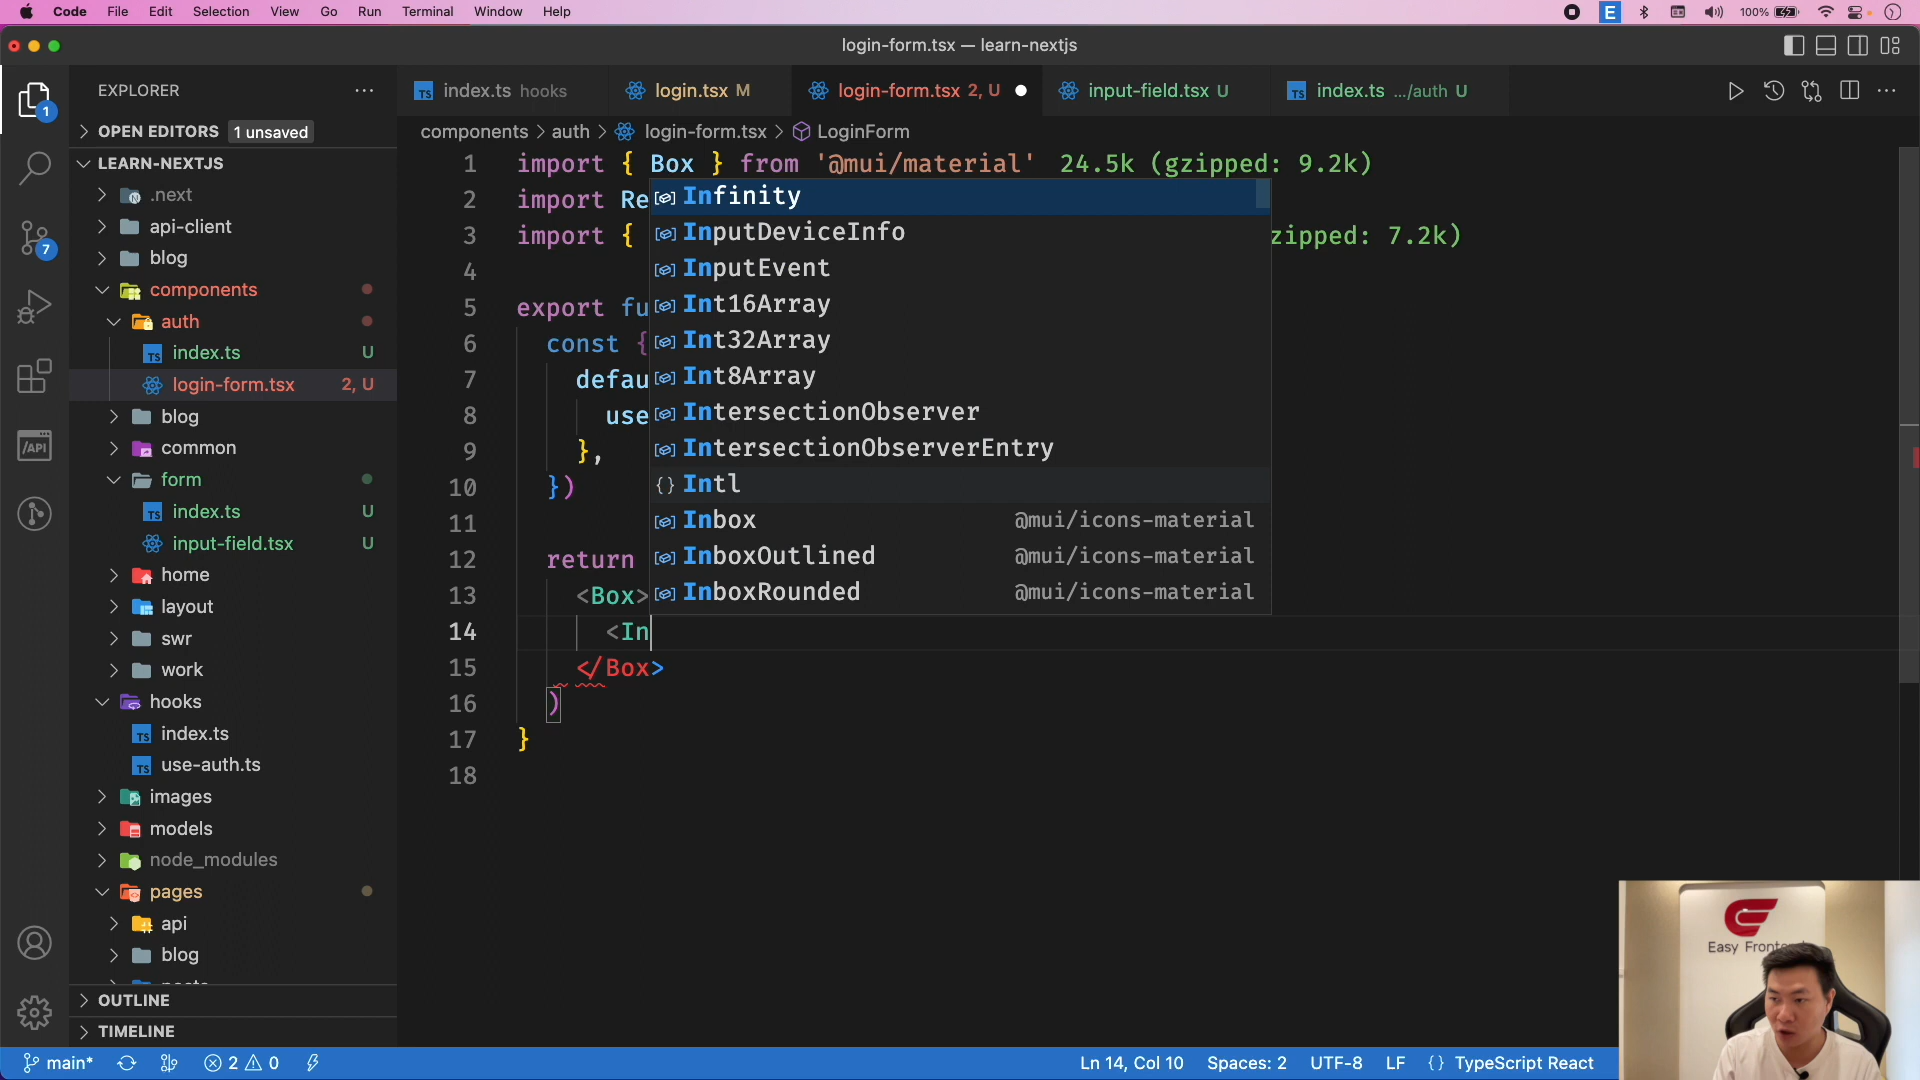 Code File Edit Selection View Go Run Terminal Window Help
E 100%
login-form.tsx — learn-nextjs
1
7
/API
EXPLORER
OPEN EDITORS 1 unsaved
LEARN-NEXTJS
.next
api-client
blog
components
auth
index.ts U
login-form.tsx 2, U
blog
common
form
index.ts U
input-field.tsx U
home
layout
swr
work
hooks
index.ts
use-auth.ts
images
models
node_modules
pages
api
blog
OUTLINE
TIMELINE
index.ts hooks login.tsx M login-form.tsx 2, U input-field.tsx U index.ts .../auth U
components > auth > login-form.tsx > LoginForm
1 import { Box } from '@mui/material' 24.5k (gzipped: 9.2k)
2 import Re
3 import { zipped: 7.2k)
4
5 export fu
6 const {
7 defau
8 use
9 },
10 })
11
12 return
13 <Box>
14 <In
15 </Box>
16 )
17 }
18
Infinity
InputDeviceInfo
InputEvent
Int16Array
Int32Array
Int8Array
IntersectionObserver
IntersectionObserverEntry
{} Intl
Inbox @mui/icons-material
InboxOutlined @mui/icons-material
InboxRounded @mui/icons-material
main* 2 0 Ln 14, Col 10 Spaces: 2 UTF-8 LF {} TypeScript React